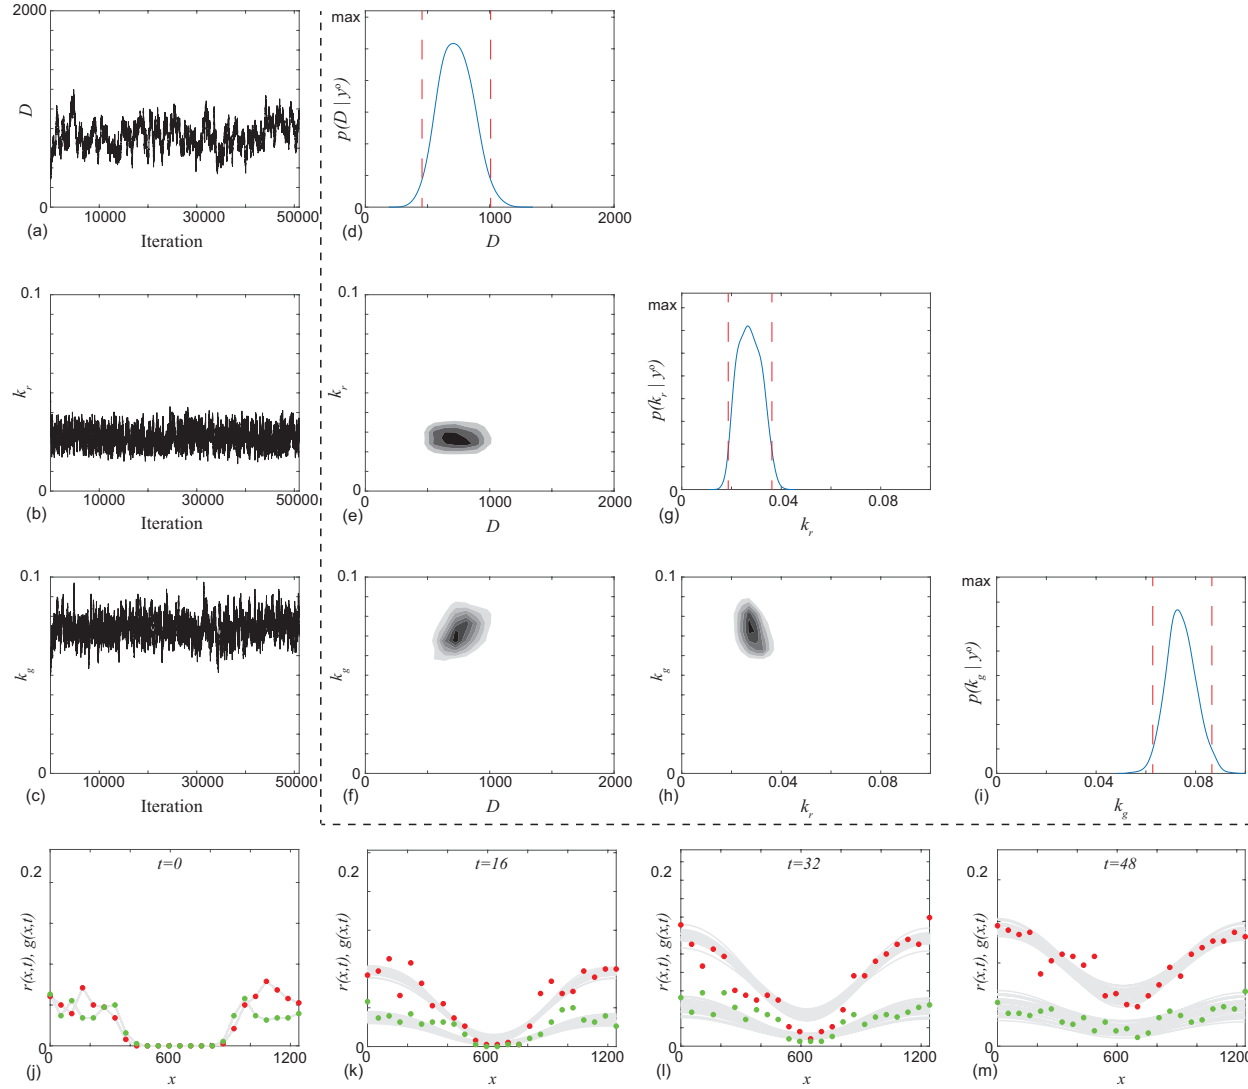 2000
D
0
10000 30000 50000
(a) Iteration
max
p(D | yᵒ)
0 1000 2000
(d) D
0.1
k_r
0
10000 30000 50000
(b) Iteration
0.1
k_r
0
0 1000 2000
(e) D
max
p(k_r | yᵒ)
0 0.04 0.08
(g) k_r
0.1
k_g
0
10000 30000 50000
(c) Iteration
0.1
k_g
0
0 1000 2000
(f) D
0.1
k_g
0
0 0.04 0.08
(h) k_r
max
p(k_g | yᵒ)
0 0.04 0.08
(i) k_g
t=0
0.2
r(x,t), g(x,t)
0
600 1200
(j) x
t=16
0.2
r(x,t), g(x,t)
0
0 600 1200
(k) x
t=32
0.2
r(x,t), g(x,t)
0
0 600 1200
(l) x
t=48
0.2
r(x,t), g(x,t)
0
0 600 1200
(m) x